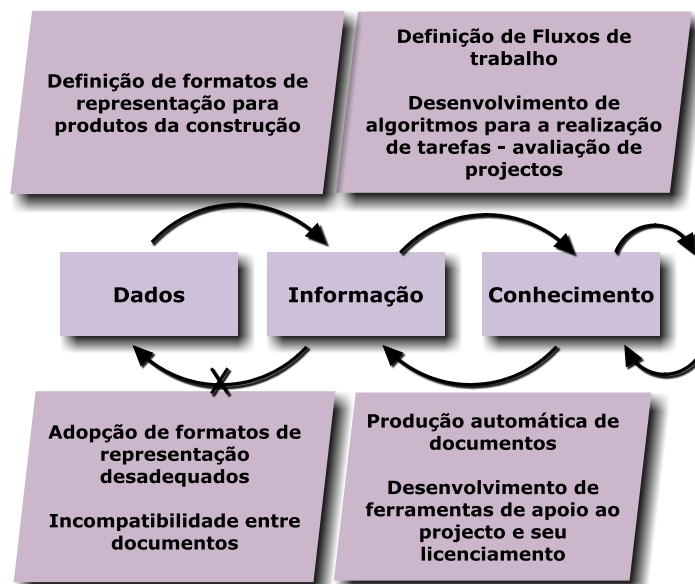 Definição de formatos de
representação para
produtos da construção
Definição de Fluxos de
trabalho
Desenvolvimento de
algoritmos para a realização
de tarefas - avaliação de
projectos
Dados
Informação
Conhecimento
Adopção de formatos de
representação
desadequados
Incompatibilidade entre
documentos
Produção automática de
documentos
Desenvolvimento de
ferramentas de apoio ao
projecto e seu
licenciamento